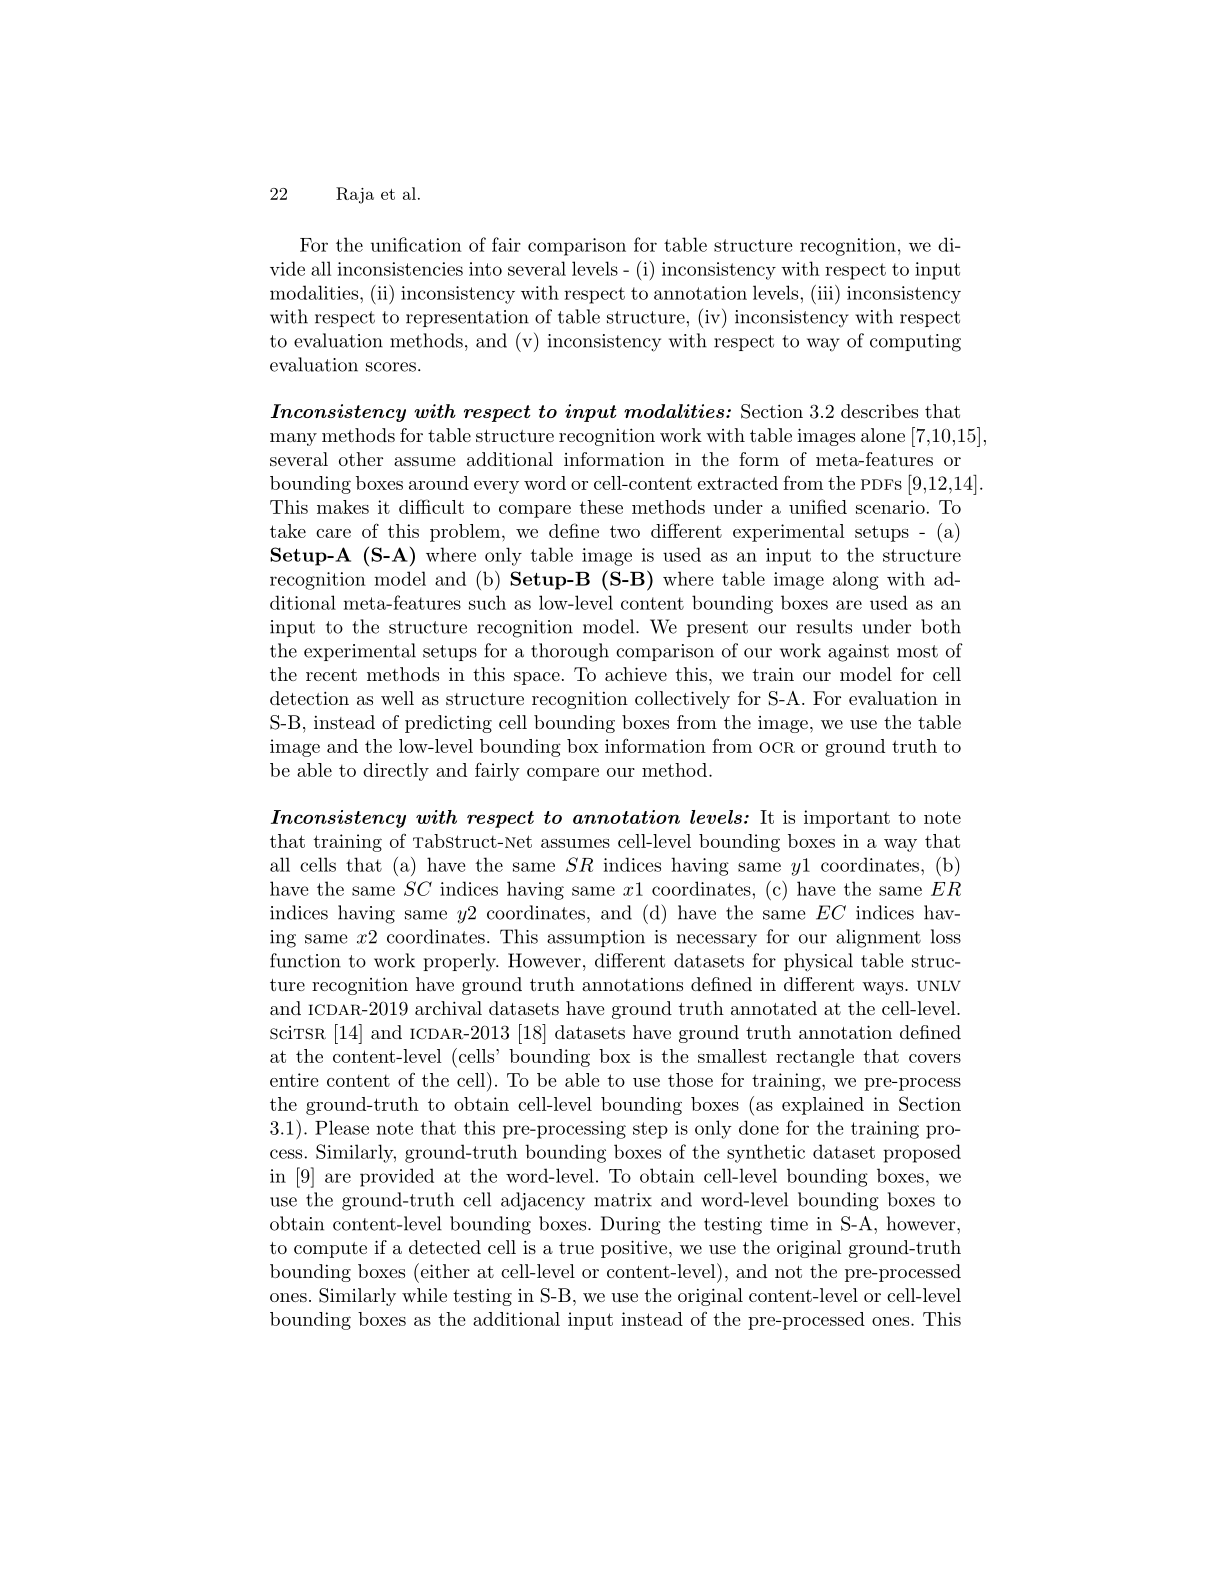 22 Raja et al.
For the unification of fair comparison for table structure recognition, we di-
vide all inconsistencies into several levels - (i) inconsistency with respect to input
modalities, (ii) inconsistency with respect to annotation levels, (iii) inconsistency
with respect to representation of table structure, (iv) inconsistency with respect
to evaluation methods, and (v) inconsistency with respect to way of computing
evaluation scores.
Inconsistency with respect to input modalities: Section 3.2 describes that
many methods for table structure recognition work with table images alone [7,10,15],
several other assume additional information in the form of meta-features or
bounding boxes around every word or cell-content extracted from the PDFs [9,12,14].
This makes it difficult to compare these methods under a unified scenario. To
take care of this problem, we define two different experimental setups - (a)
Setup-A (S-A) where only table image is used as an input to the structure
recognition model and (b) Setup-B (S-B) where table image along with ad-
ditional meta-features such as low-level content bounding boxes are used as an
input to the structure recognition model. We present our results under both
the experimental setups for a thorough comparison of our work against most of
the recent methods in this space. To achieve this, we train our model for cell
detection as well as structure recognition collectively for S-A. For evaluation in
S-B, instead of predicting cell bounding boxes from the image, we use the table
image and the low-level bounding box information from OCR or ground truth to
be able to directly and fairly compare our method.
Inconsistency with respect to annotation levels: It is important to note
that training of TabStruct-Net assumes cell-level bounding boxes in a way that
all cells that (a) have the same SR indices having same y1 coordinates, (b)
have the same SC indices having same x1 coordinates, (c) have the same ER
indices having same y2 coordinates, and (d) have the same EC indices hav-
ing same x2 coordinates. This assumption is necessary for our alignment loss
function to work properly. However, different datasets for physical table struc-
ture recognition have ground truth annotations defined in different ways. UNLV
and ICDAR-2019 archival datasets have ground truth annotated at the cell-level.
SciTSR [14] and ICDAR-2013 [18] datasets have ground truth annotation defined
at the content-level (cells' bounding box is the smallest rectangle that covers
entire content of the cell). To be able to use those for training, we pre-process
the ground-truth to obtain cell-level bounding boxes (as explained in Section
3.1). Please note that this pre-processing step is only done for the training pro-
cess. Similarly, ground-truth bounding boxes of the synthetic dataset proposed
in [9] are provided at the word-level. To obtain cell-level bounding boxes, we
use the ground-truth cell adjacency matrix and word-level bounding boxes to
obtain content-level bounding boxes. During the testing time in S-A, however,
to compute if a detected cell is a true positive, we use the original ground-truth
bounding boxes (either at cell-level or content-level), and not the pre-processed
ones. Similarly while testing in S-B, we use the original content-level or cell-level
bounding boxes as the additional input instead of the pre-processed ones. This